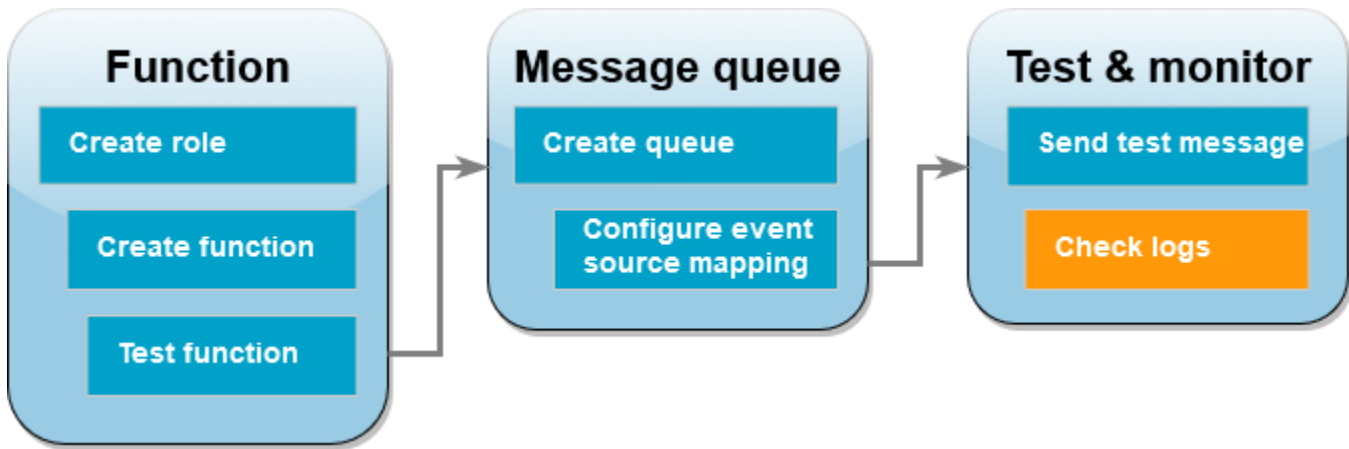 Function
Create role
Create function
Test function
Message queue
Create queue
Configure event
source mapping
Test & monitor
Send test message
Check logs